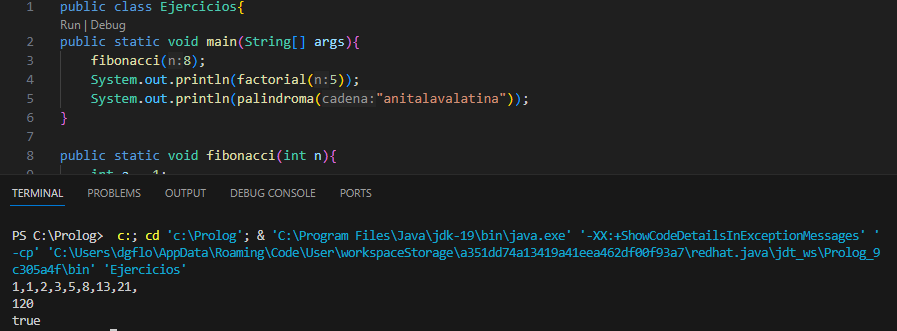 1 public class Ejercicios{
Run | Debug
2 public static void main(String[] args){
3 fibonacci(n:8);
4 System.out.println(factorial(n:5));
5 System.out.println(palindroma(cadena:"anitalavalatina"));
6 }
7
8 public static void fibonacci(int n){
TERMINAL PROBLEMS OUTPUT DEBUG CONSOLE PORTS
PS C:\Prolog>  c:; cd 'c:\Prolog'; & 'C:\Program Files\Java\jdk-19\bin\java.exe' '-XX:+ShowCodeDetailsInExceptionMessages' '
-cp' 'C:\Users\dgflo\AppData\Roaming\Code\User\workspaceStorage\a351dd74a13419a41eea462df00f93a7\redhat.java\jdt_ws\Prolog_9
c305a4f\bin' 'Ejercicios'
1,1,2,3,5,8,13,21,
120
true